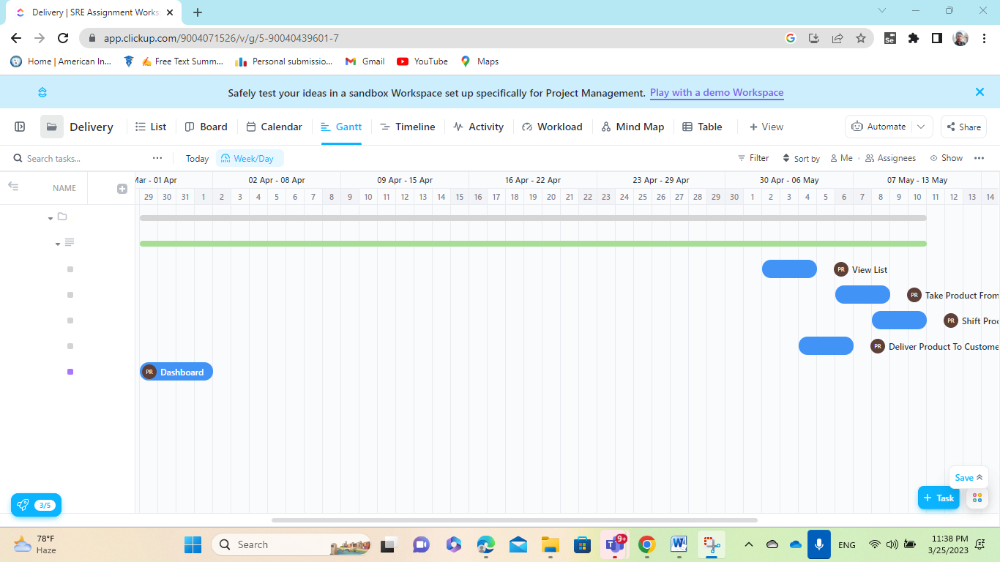 Delivery | SRE Assignment Works
app.clickup.com/9004071526/v/g/5-90040439601-7
Se
Home | American In...
Free Text Summ...
Personal submissio...
Gmail
YouTube
Maps
Safely test your ideas in a sandbox Workspace set up specifically for Project Management. Play with a demo Workspace
Delivery
List
Board
Calendar
Gantt
Timeline
Activity
Workload
Mind Map
Table
+ View
Automate
Share
Search tasks...
Today
Week/Day
Filter
Sort by
Me
Assignees
Show
NAME
Mar - 01 Apr 02 Apr - 08 Apr 09 Apr - 15 Apr 16 Apr - 22 Apr 23 Apr - 29 Apr 30 Apr - 06 May 07 May - 13 May
29 30 31 1 2 3 4 5 6 7 8 9 10 11 12 13 14 15 16 17 18 19 20 21 22 23 24 25 26 27 28 29 30 1 2 3 4 5 6 7 8 9 10 11 12 13 14
PR View List
PR Take Product From
PR Shift Proc
PR Deliver Product To Custome
PR Dashboard
Save
3/5
+ Task
78°F
Haze
Search
9+
ENG
11:38 PM
3/25/2023